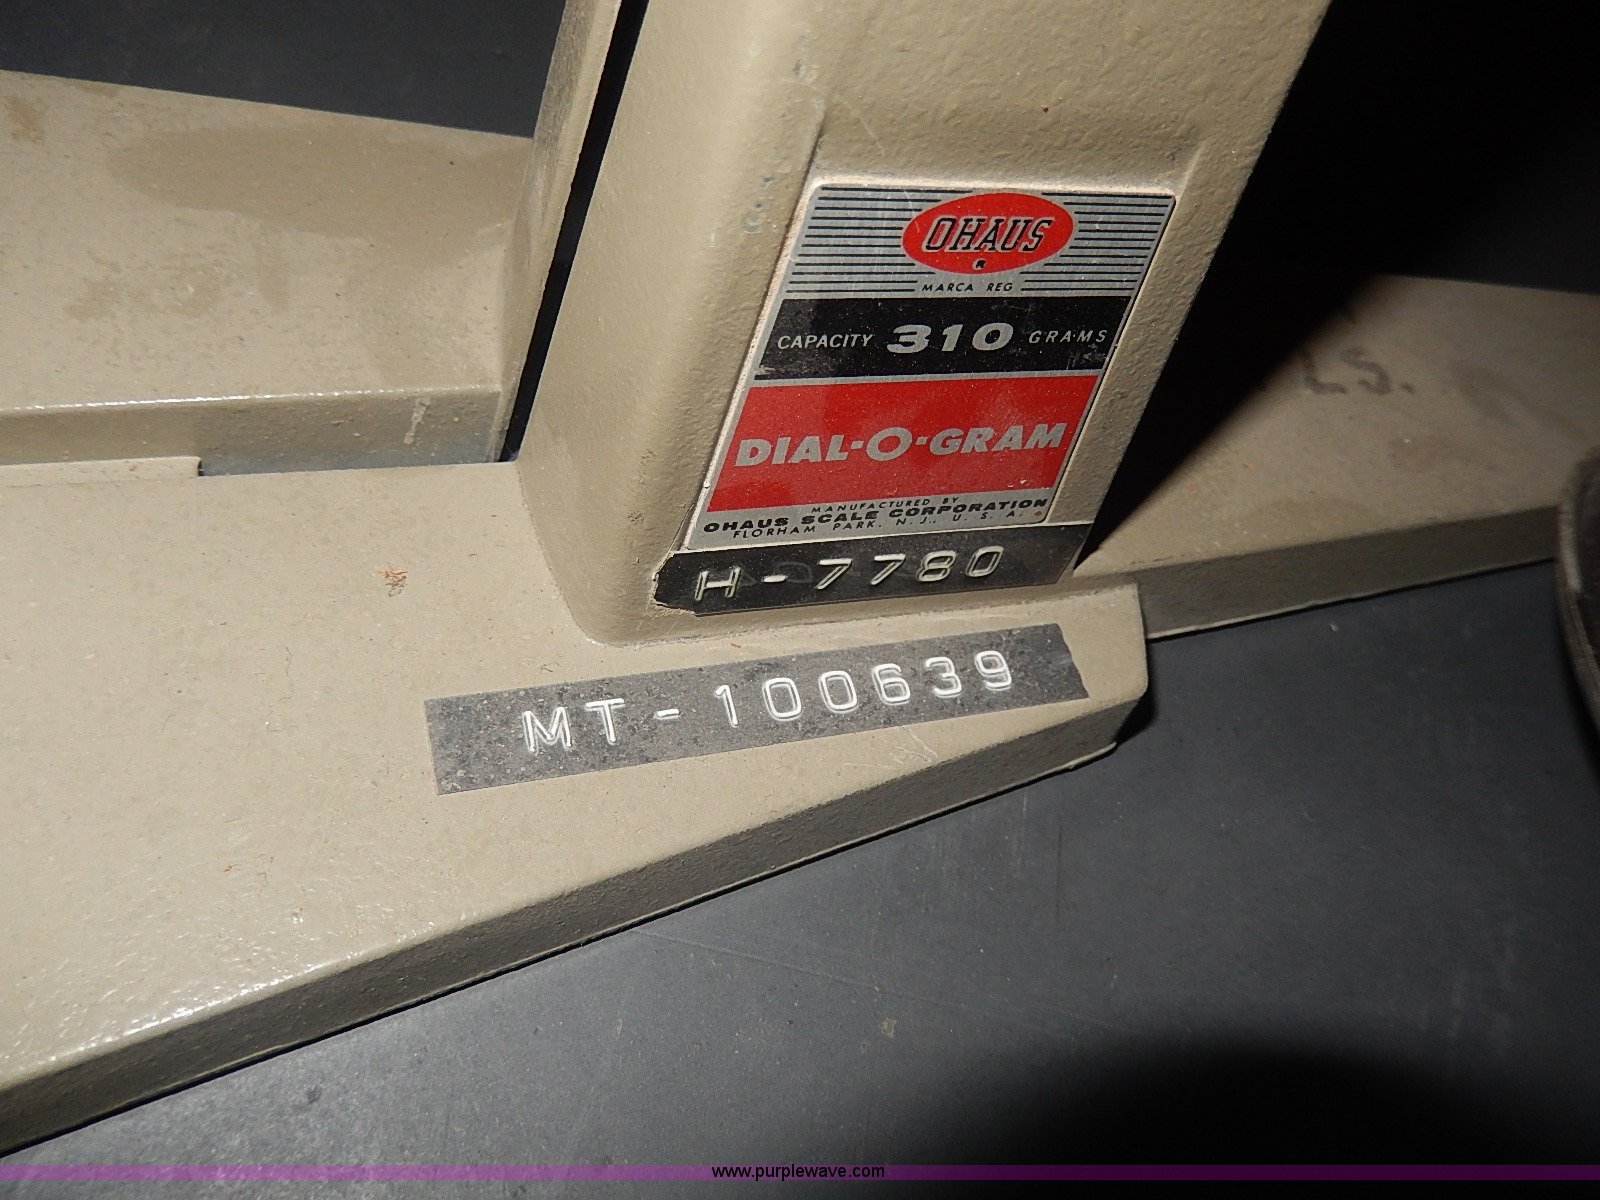 OHAUS
R
MARCA REG
CAPACITY 310 GRAMS
DIAL-O-GRAM
MANUFACTURED BY
OHAUS SCALE CORPORATION
FLORHAM PARK, N.J., U.S.A.
H-7780
MT-100639
LS.
www.purplewave.com